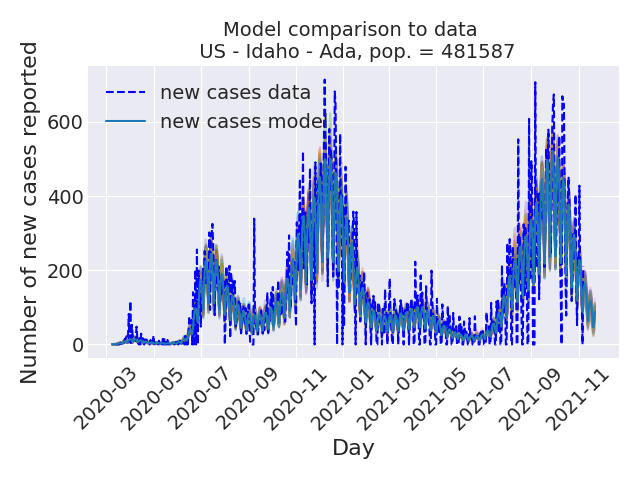 Model comparison to data
US - Idaho - Ada, pop. = 481587
Number of new cases reported
new cases data
new cases model
600
400
200
0
2020-03
2020-05
2020-07
2020-09
2020-11
2021-01
2021-03
2021-05
2021-07
2021-09
2021-11
Day